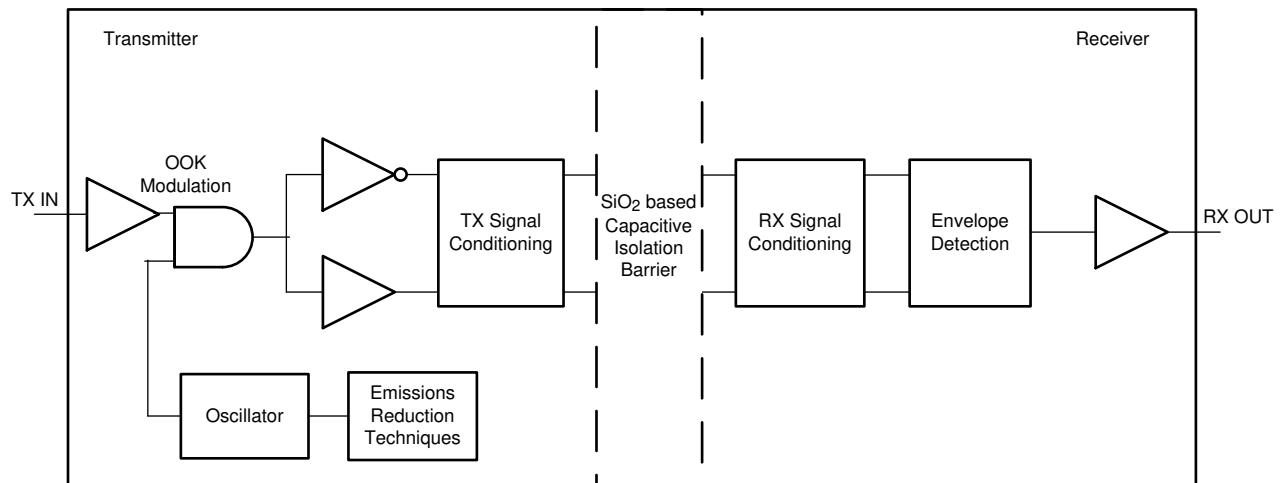 Transmitter
Receiver
OOK
Modulation
TX IN
TX Signal
Conditioning
SiO2 based
Capacitive
Isolation
Barrier
RX Signal
Conditioning
Envelope
Detection
RX OUT
Oscillator
Emissions
Reduction
Techniques